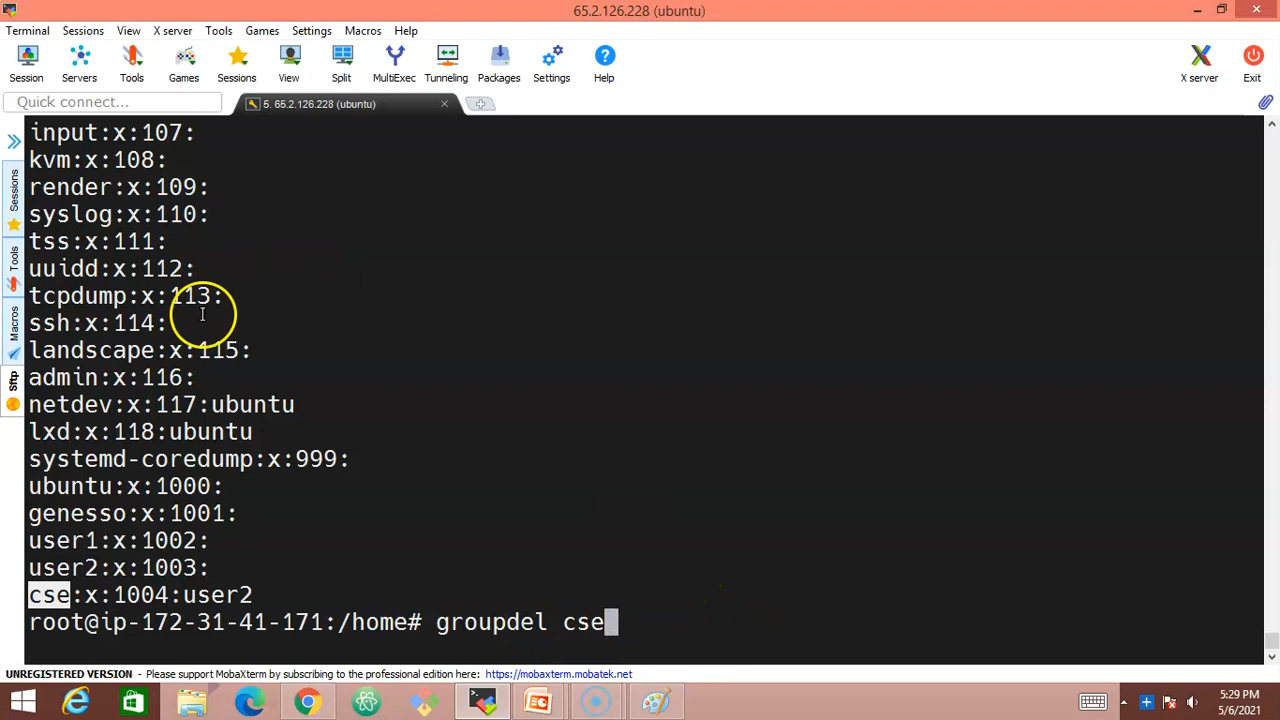 65.2.126.228 (ubuntu)
Terminal Sessions View X server Tools Games Settings Macros Help
Session Servers Tools Games Sessions View Split MultiExec Tunneling Packages Settings Help X server Exit
Quick connect...
5. 65.2.126.228 (ubuntu)
Sessions
Tools
Macros
Sftp
input:x:107:
kvm:x:108:
render:x:109:
syslog:x:110:
tss:x:111:
uuidd:x:112:
tcpdump:x:113:
ssh:x:114:
landscape:x:115:
admin:x:116:
netdev:x:117:ubuntu
lxd:x:118:ubuntu
systemd-coredump:x:999:
ubuntu:x:1000:
genesso:x:1001:
user1:x:1002:
user2:x:1003:
cse:x:1004:user2
root@ip-172-31-41-171:/home# groupdel cse
UNREGISTERED VERSION - Please support MobaXterm by subscribing to the professional edition here: https://mobaxterm.mobatek.net
5:29 PM
5/6/2021